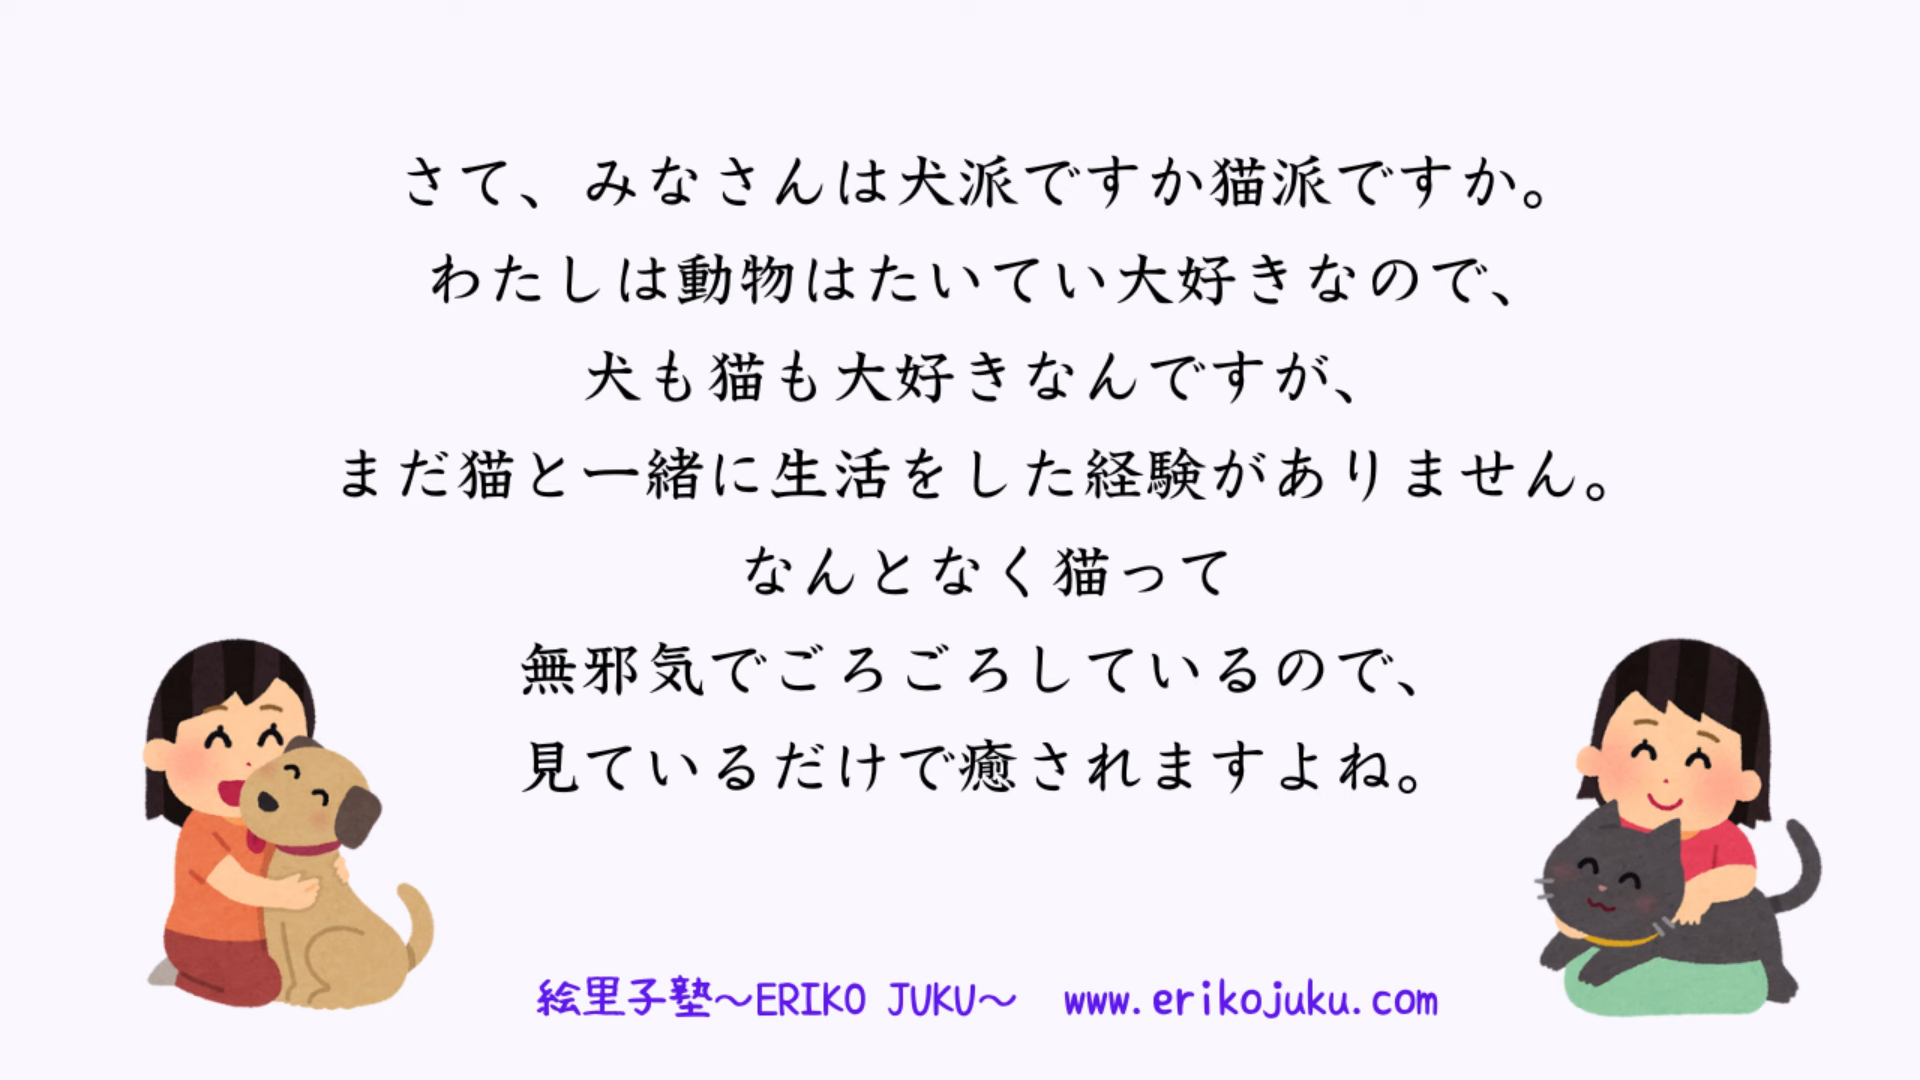 さて、みなさんは犬派ですか猫派ですか。
わたしは動物はたいてい大好きなので、
犬も猫も大好きなんですが、
まだ猫と一緒に生活をした経験がありません。
なんとなく猫って
無邪気でごろごろしているので、
見ているだけで癒されますよね。
絵里子塾〜ERIKO JUKU〜　www.erikojuku.com